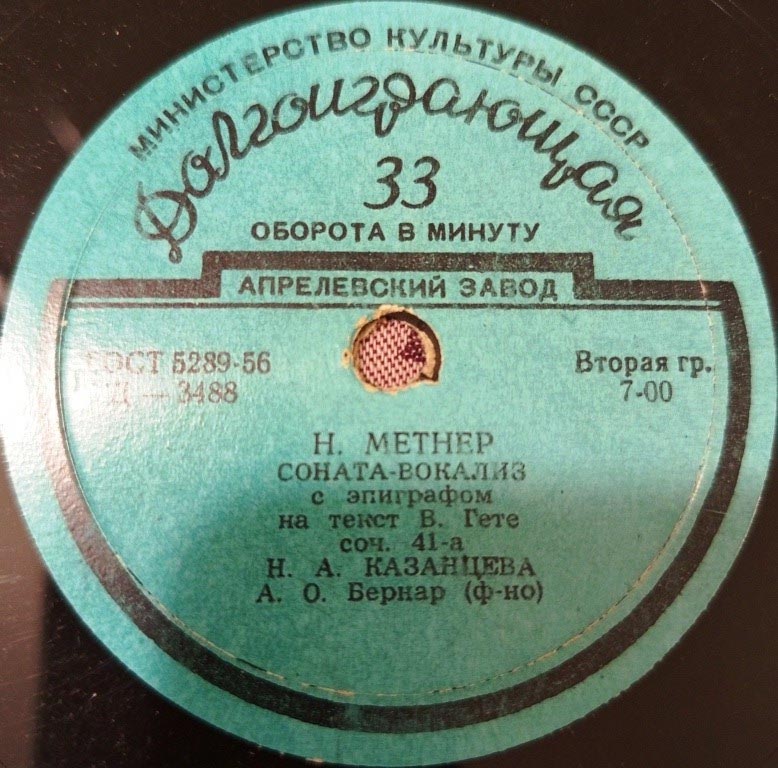 МИНИСТЕРСТВО КУЛЬТУРЫ СССР
Долгоиграющая
33
ОБОРОТА В МИНУТУ
АПРЕЛЕВСКИЙ ЗАВОД
ГОСТ 5289-56
Д — 3488
Вторая гр.
7-00
Н. МЕТНЕР
СОНАТА-ВОКАЛИЗ
с эпиграфом
на текст В. Гете
соч. 41-а
Н. А. КАЗАНЦЕВА
А. О. Бернар (ф-но)